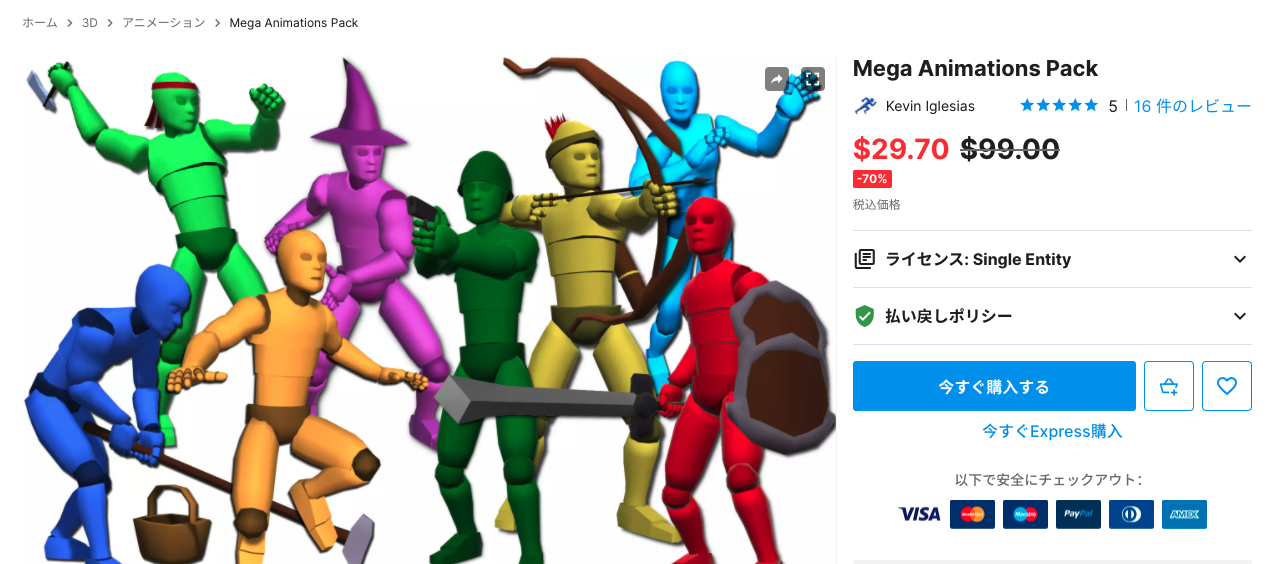 ホーム > 3D > アニメーション > Mega Animations Pack
Mega Animations Pack
Kevin Iglesias
5 | 16 件のレビュー
$29.70 $99.00
-70%
税込価格
ライセンス: Single Entity
払い戻しポリシー
今すぐ購入する
今すぐExpress購入
以下で安全にチェックアウト:
VISA MasterCard Maestro PayPal AMEX